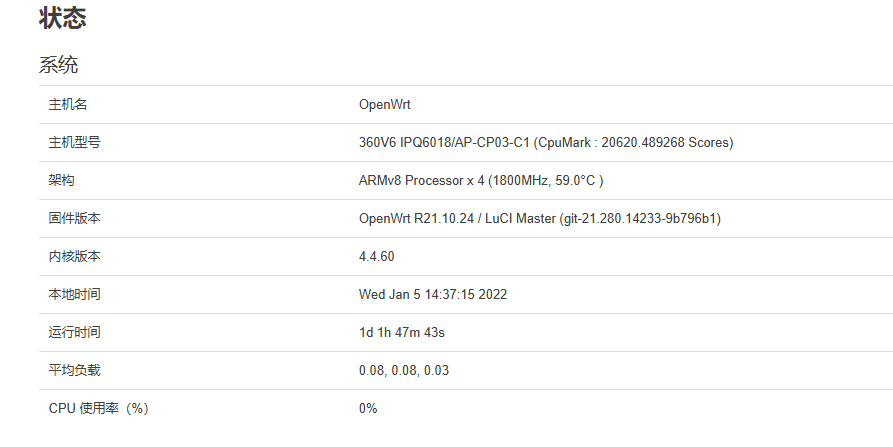 状态
系统
主机名 OpenWrt
主机型号 360V6 IPQ6018/AP-CP03-C1 (CpuMark : 20620.489268 Scores)
架构 ARMv8 Processor x 4 (1800MHz, 59.0°C )
固件版本 OpenWrt R21.10.24 / LuCI Master (git-21.280.14233-9b796b1)
内核版本 4.4.60
本地时间 Wed Jan 5 14:37:15 2022
运行时间 1d 1h 47m 43s
平均负载 0.08, 0.08, 0.03
CPU 使用率（%） 0%